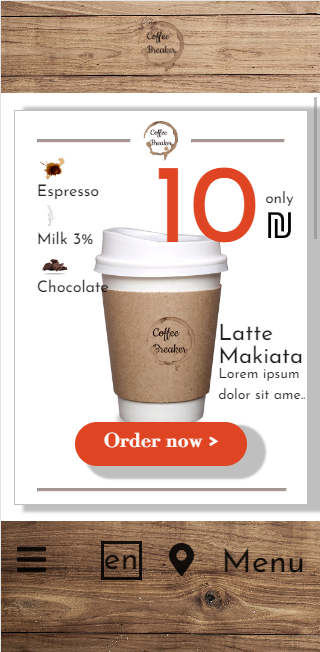 Coffee
Breaker
Coffee
Breaker
10
only
₪
Espresso
Milk 3%
Chocolate
Coffee
Breaker
Latte
Makiata
Lorem ipsum
dolor sit ame..
Order now >
en
Menu